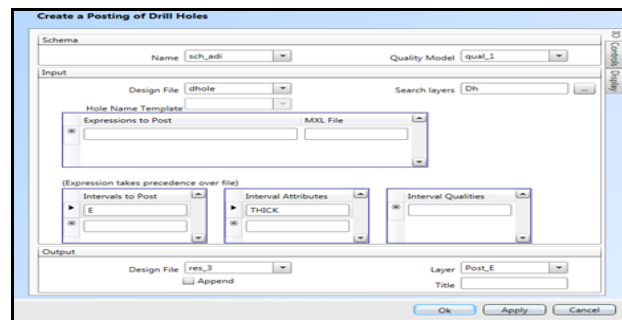 Create a Posting of Drill Holes
Schema
Name sch_adi Quality Model qual_1
Input
Design File dhole Search layers Dh ...
Hole Name Template
Expressions to Post MXL File
(Expression takes precedence over file)
Intervals to Post Interval Attributes Interval Qualities
E THICK
Output
Design File res_3 Layer Post_E
Append Title
Ok Apply Cancel
IO Controls Display